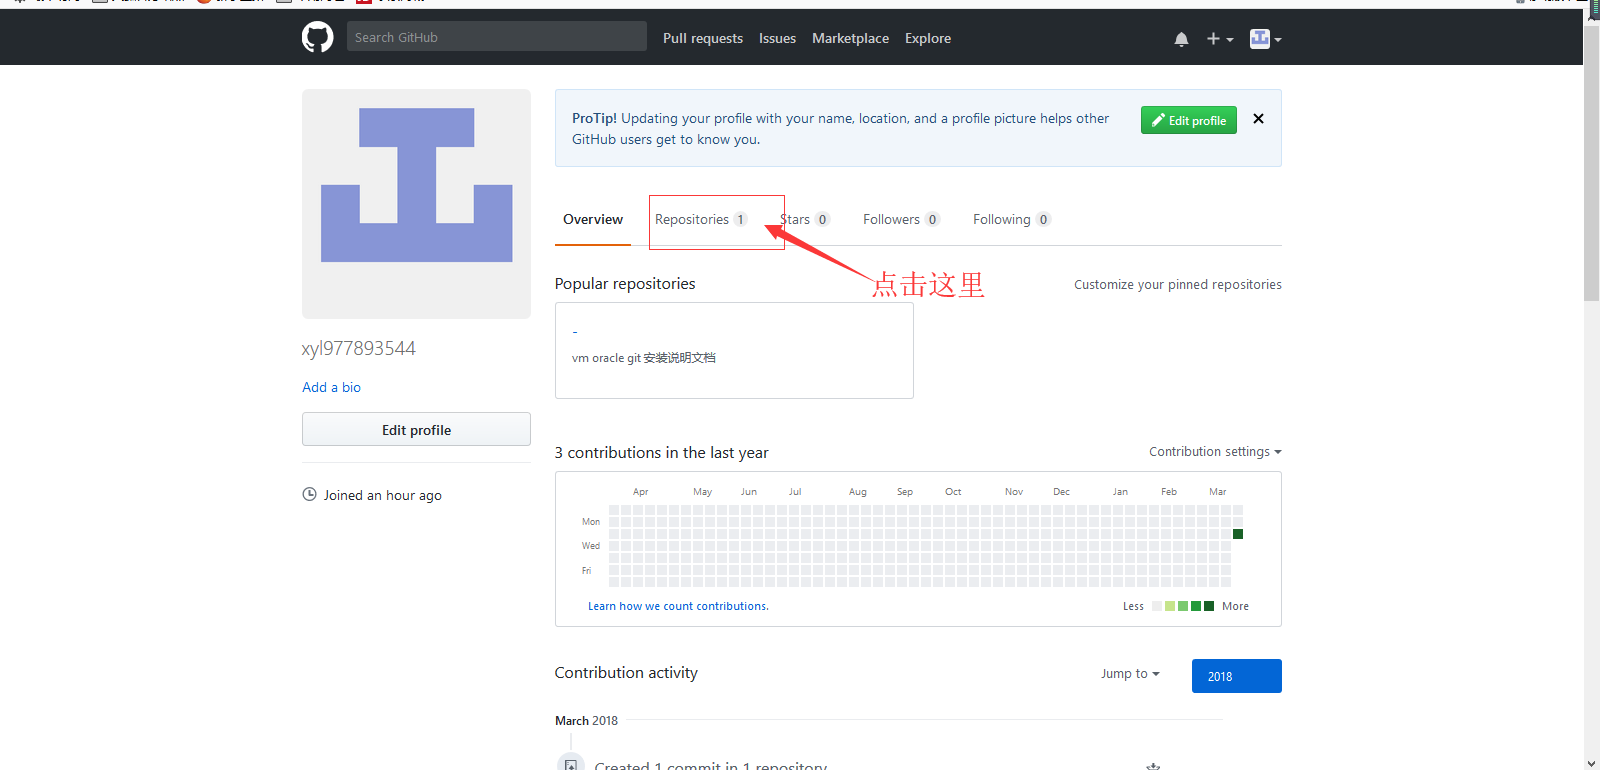 Search GitHub
Pull requests Issues Marketplace Explore
ProTip! Updating your profile with your name, location, and a profile picture helps other
GitHub users get to know you.
Edit profile
Overview Repositories 1 Stars 0 Followers 0 Following 0
点击这里
Popular repositories
Customize your pinned repositories
-
vm oracle git 安装说明文档
xyl977893544
Add a bio
Edit profile
Joined an hour ago
3 contributions in the last year
Contribution settings
Apr May Jun Jul Aug Sep Oct Nov Dec Jan Feb Mar
Mon
Wed
Fri
Learn how we count contributions.
Less More
Contribution activity
Jump to
2018
March 2018
Created 1 commit in 1 repository